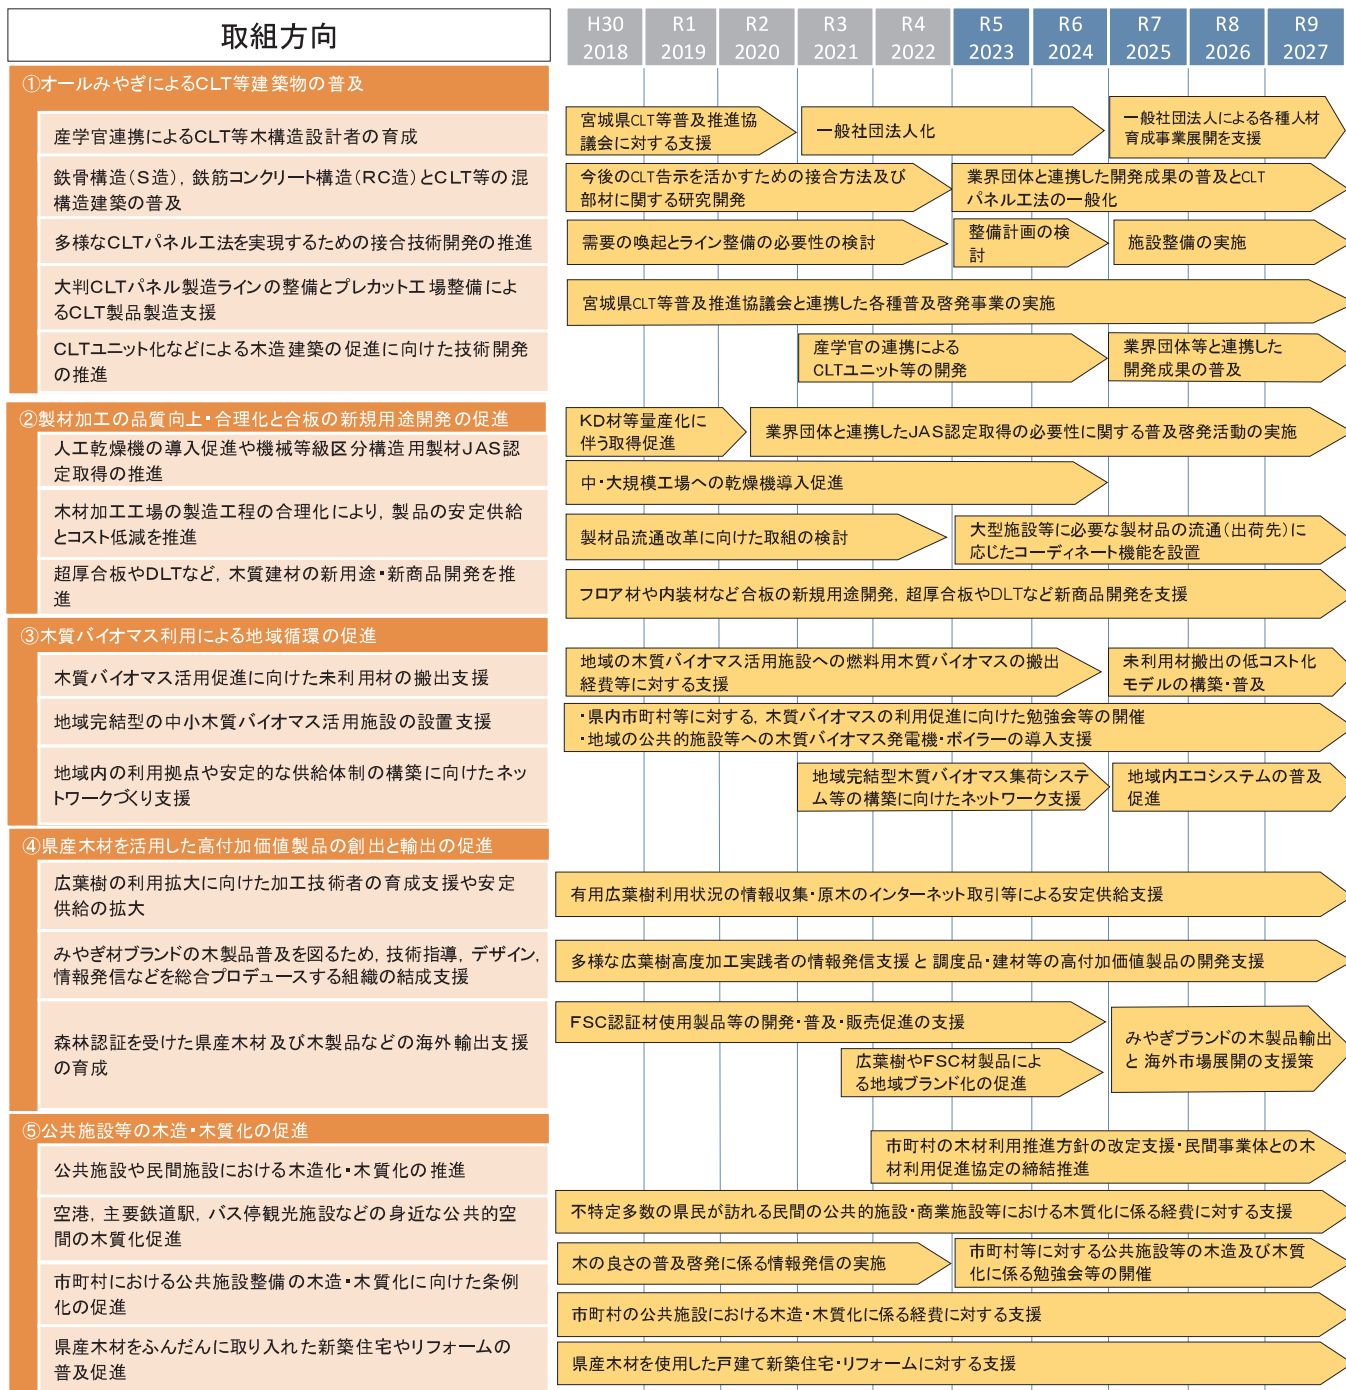 取組方向
H30 R1 R2 R3 R4 R5 R6 R7 R8 R9
2018 2019 2020 2021 2022 2023 2024 2025 2026 2027
①オールみやぎによるCLT等建築物の普及
産学官連携によるCLT等木構造設計者の育成
宮城県CLT等普及推進協
議会に対する支援
一般社団法人化
一般社団法人による各種人材
育成事業展開を支援
鉄骨構造(S造),鉄筋コンクリート構造(RC造)とCLT等の混
構造建築の普及
今後のCLT告示を活かすための接合方法及び
部材に関する研究開発
業界団体と連携した開発成果の普及とCLT
パネル工法の一般化
多様なCLTパネル工法を実現するための接合技術開発の推進
需要の喚起とライン整備の必要性の検討
整備計画の検
討
施設整備の実施
大判CLTパネル製造ラインの整備とプレカット工場整備によ
るCLT製品製造支援
宮城県CLT等普及推進協議会と連携した各種普及啓発事業の実施
CLTユニット化などによる木造建築の促進に向けた技術開発
の推進
産学官の連携による
CLTユニット等の開発
業界団体等と連携した
開発成果の普及
②製材加工の品質向上・合理化と合板の新規用途開発の促進
人工乾燥機の導入促進や機械等級区分構造用製材JAS認
定取得の推進
KD材等量産化に
伴う取得促進
業界団体と連携したJAS認定取得の必要性に関する普及啓発活動の実施
中・大規模工場への乾燥機導入促進
木材加工工場の製造工程の合理化により,製品の安定供給
とコスト低減を推進
製材品流通改革に向けた取組の検討
大型施設等に必要な製材品の流通(出荷先)に
応じたコーディネート機能を設置
超厚合板やDLTなど,木質建材の新用途・新商品開発を推
進
フロア材や内装材など合板の新規用途開発,超厚合板やDLTなど新商品開発を支援
③木質バイオマス利用による地域循環の促進
木質バイオマス活用促進に向けた未利用材の搬出支援
地域の木質バイオマス活用施設への燃料用木質バイオマスの搬出
経費等に対する支援
未利用材搬出の低コスト化
モデルの構築・普及
地域完結型の中小木質バイオマス活用施設の設置支援
・県内市町村等に対する,木質バイオマスの利用促進に向けた勉強会等の開催
・地域の公共的施設等への木質バイオマス発電機・ボイラーの導入支援
地域内の利用拠点や安定的な供給体制の構築に向けたネッ
トワークづくり支援
地域完結型木質バイオマス集荷システ
ム等の構築に向けたネットワーク支援
地域内エコシステムの普及
促進
④県産木材を活用した高付加価値製品の創出と輸出の促進
広葉樹の利用拡大に向けた加工技術者の育成支援や安定
供給の拡大
有用広葉樹利用状況の情報収集・原木のインターネット取引等による安定供給支援
みやぎ材ブランドの木製品普及を図るため,技術指導,デザイン,
情報発信などを総合プロデュースする組織の結成支援
多様な広葉樹高度加工実践者の情報発信支援 と 調度品・建材等の高付加価値製品の開発支援
森林認証を受けた県産木材及び木製品などの海外輸出支援
の育成
FSC認証材使用製品等の開発・普及・販売促進の支援
広葉樹やFSC材製品によ
る地域ブランド化の促進
みやぎブランドの木製品輸出
と 海外市場展開の支援策
⑤公共施設等の木造・木質化の促進
公共施設や民間施設における木造化・木質化の推進
市町村の木材利用推進方針の改定支援・民間事業体との木
材利用促進協定の締結推進
空港,主要鉄道駅,バス停観光施設などの身近な公共的空
間の木質化促進
不特定多数の県民が訪れる民間の公共的施設・商業施設等における木質化に係る経費に対する支援
木の良さの普及啓発に係る情報発信の実施
市町村等に対する公共施設等の木造及び木質
化に係る勉強会等の開催
市町村における公共施設整備の木造・木質化に向けた条例
化の促進
市町村の公共施設における木造・木質化に係る経費に対する支援
県産木材をふんだんに取り入れた新築住宅やリフォームの
普及促進
県産木材を使用した戸建て新築住宅・リフォームに対する支援